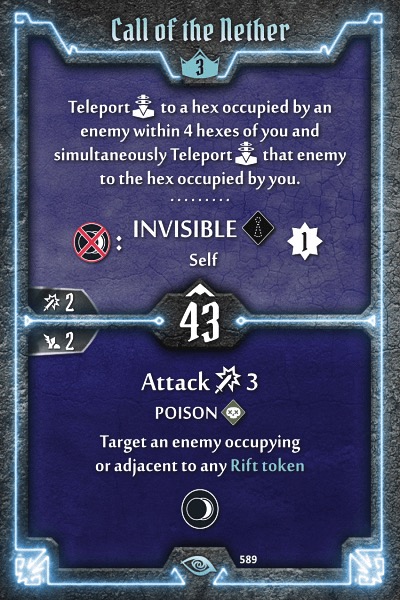 Call of the Nether
3
Teleport to a hex occupied by an
enemy within 4 hexes of you and
simultaneously Teleport that enemy
to the hex occupied by you.
: INVISIBLE 1
Self
2
43
2
Attack 3
POISON
Target an enemy occupying
or adjacent to any Rift token
589